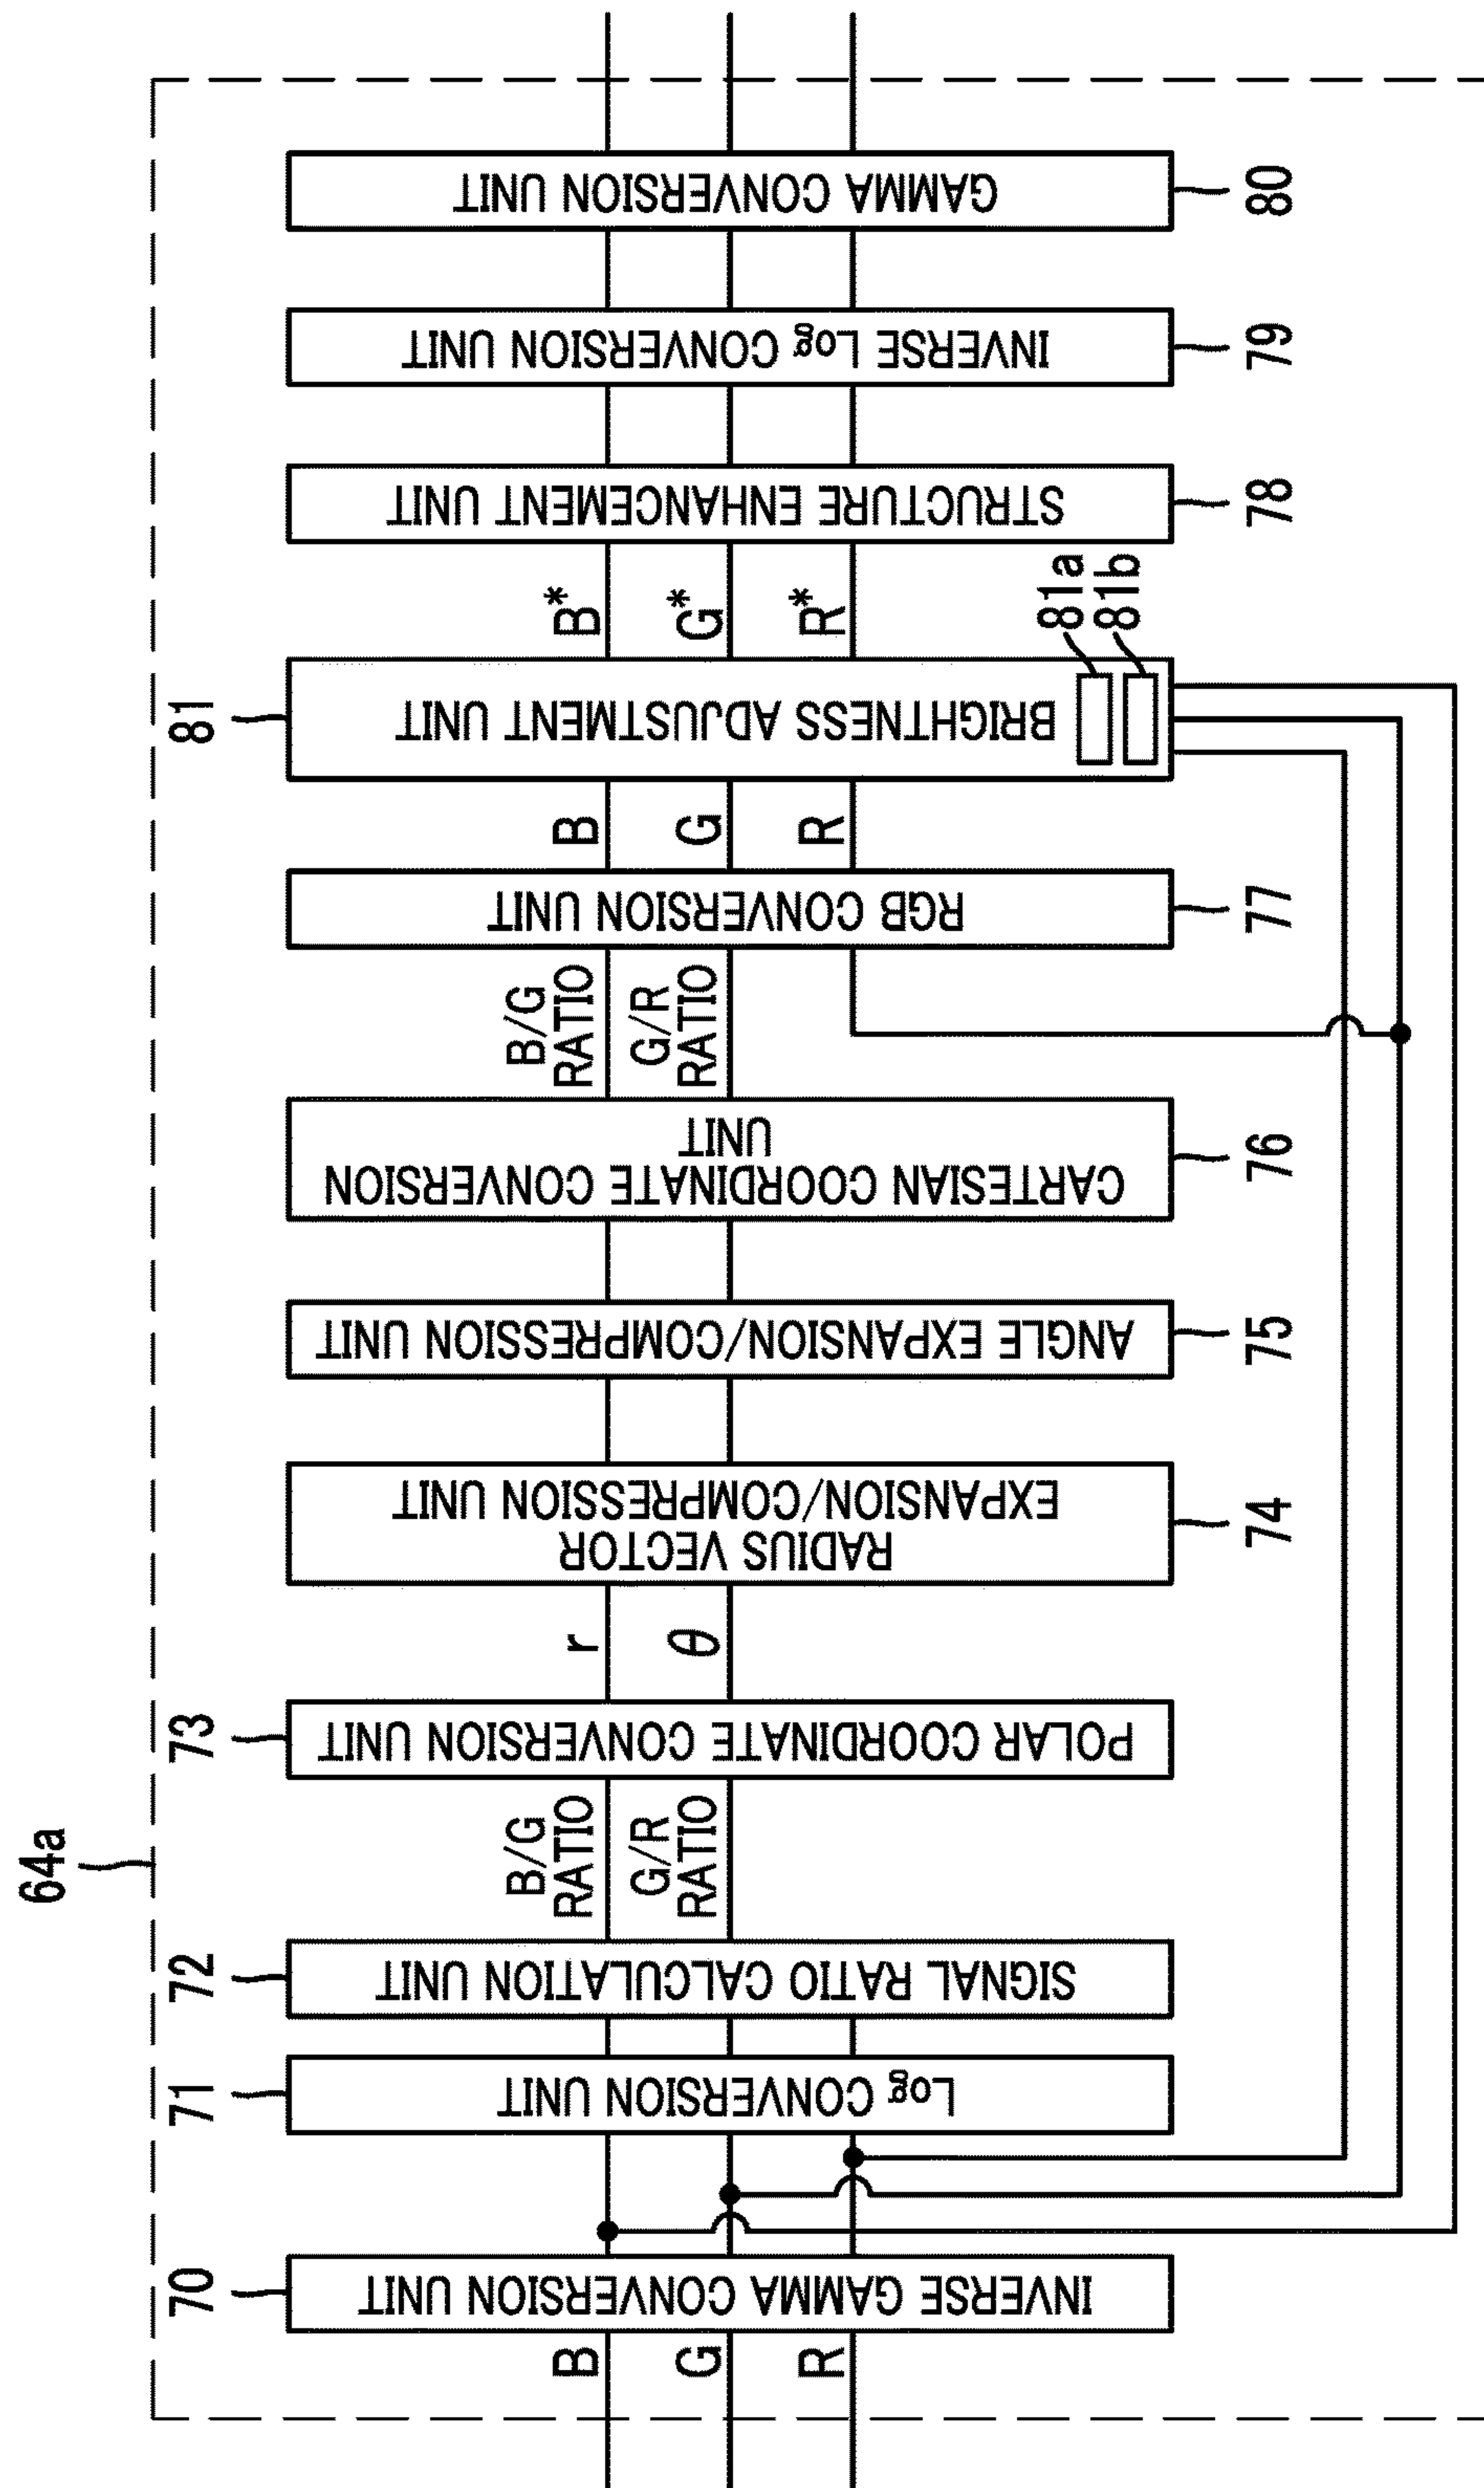 64a
70
71
72
73
81
B
G
R
INVERSE GAMMA CONVERSION UNIT
Log CONVERSION UNIT
SIGNAL RATIO CALCULATION UNIT
B/G
RATIO
G/R
RATIO
POLAR COORDINATE CONVERSION UNIT
r
θ
RADIUS VECTOR
EXPANSION/COMPRESSION UNIT
74
ANGLE EXPANSION/COMPRESSION UNIT
75
CARTESIAN COORDINATE CONVERSION
UNIT
76
B/G
RATIO
G/R
RATIO
RGB CONVERSION UNIT
77
B
G
R
BRIGHTNESS ADJUSTMENT UNIT
81a
81b
B*
G*
R*
STRUCTURE ENHANCEMENT UNIT
78
INVERSE Log CONVERSION UNIT
79
GAMMA CONVERSION UNIT
80